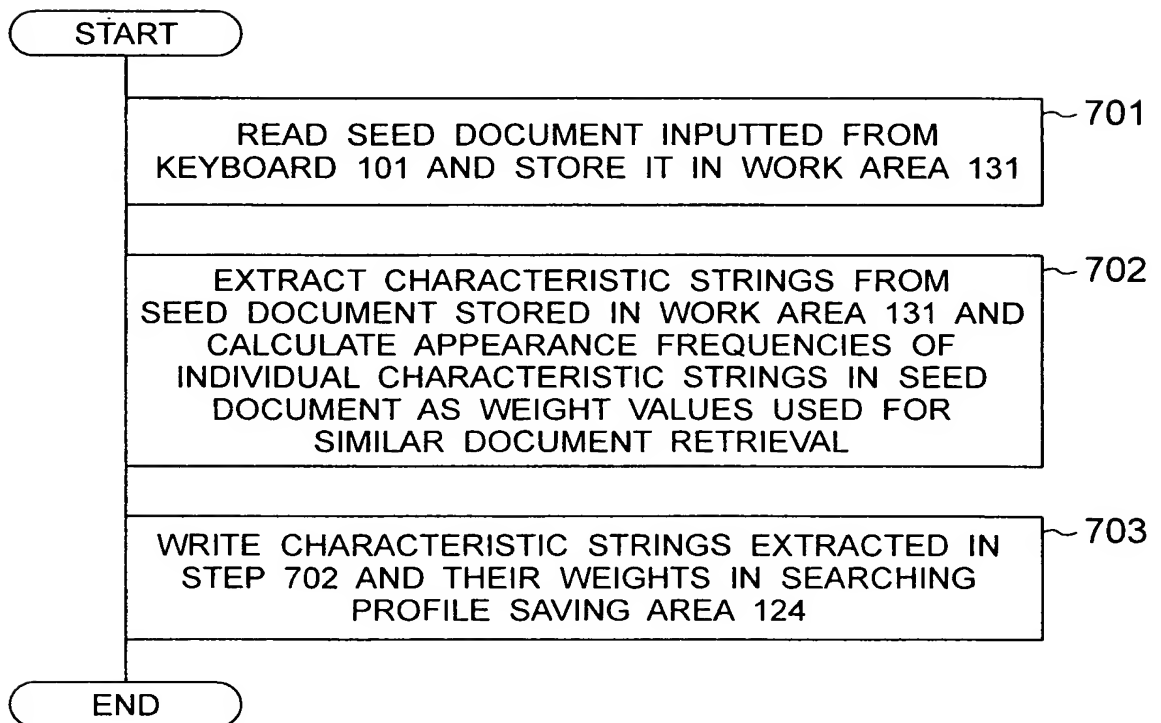 START
701
READ SEED DOCUMENT INPUTTED FROM
KEYBOARD 101 AND STORE IT IN WORK AREA 131
702
EXTRACT CHARACTERISTIC STRINGS FROM
SEED DOCUMENT STORED IN WORK AREA 131 AND
CALCULATE APPEARANCE FREQUENCIES OF
INDIVIDUAL CHARACTERISTIC STRINGS IN SEED
DOCUMENT AS WEIGHT VALUES USED FOR
SIMILAR DOCUMENT RETRIEVAL
703
WRITE CHARACTERISTIC STRINGS EXTRACTED IN
STEP 702 AND THEIR WEIGHTS IN SEARCHING
PROFILE SAVING AREA 124
END